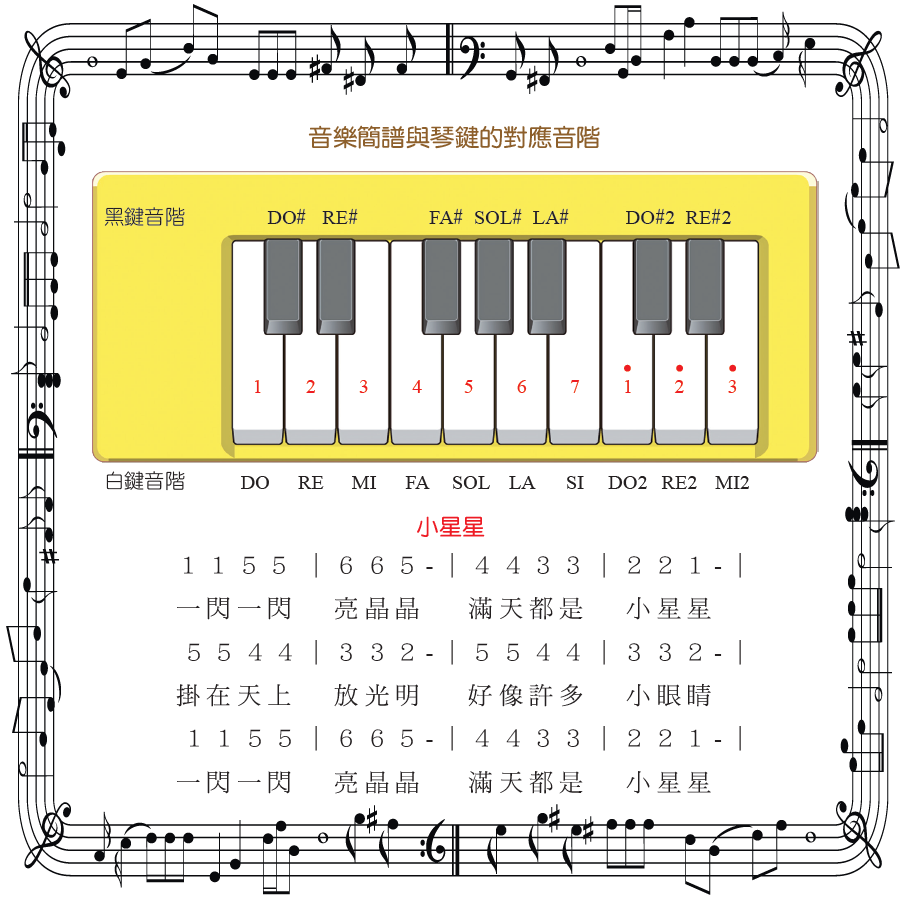 音樂簡譜與琴鍵的對應音階
黑鍵音階 DO# RE# FA# SOL# LA# DO#2 RE#2
1 2 3 4 5 6 7 1̇ 2̇ 3̇
白鍵音階 DO RE MI FA SOL LA SI DO2 RE2 MI2
小星星
1 1 5 5 | 6 6 5 - | 4 4 3 3 | 2 2 1 - |
一閃一閃 亮晶晶 滿天都是 小星星
5 5 4 4 | 3 3 2 - | 5 5 4 4 | 3 3 2 - |
掛在天上 放光明 好像許多 小眼睛
1 1 5 5 | 6 6 5 - | 4 4 3 3 | 2 2 1 - |
一閃一閃 亮晶晶 滿天都是 小星星